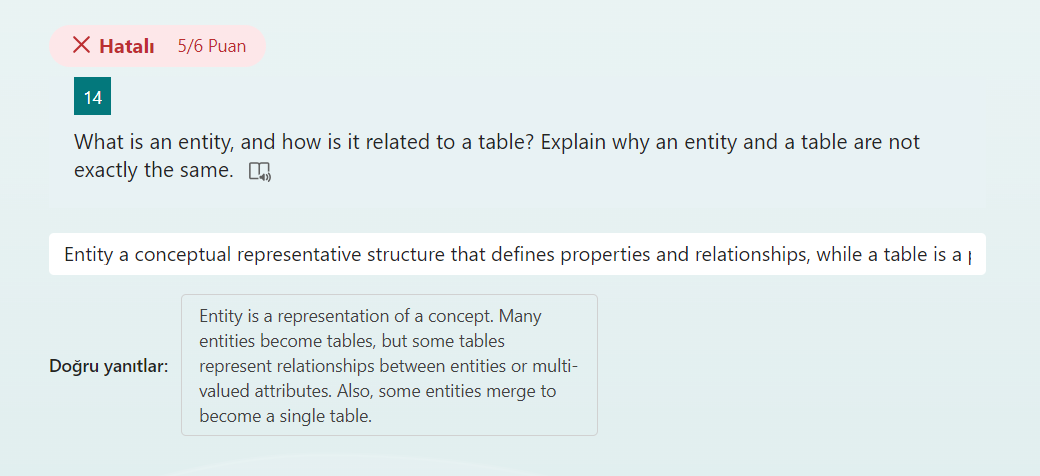 Hatalı 5/6 Puan
14
What is an entity, and how is it related to a table? Explain why an entity and a table are not
exactly the same.
Entity a conceptual representative structure that defines properties and relationships, while a table is a
Doğru yanıtlar:
Entity is a representation of a concept. Many
entities become tables, but some tables
represent relationships between entities or multi-
valued attributes. Also, some entities merge to
become a single table.